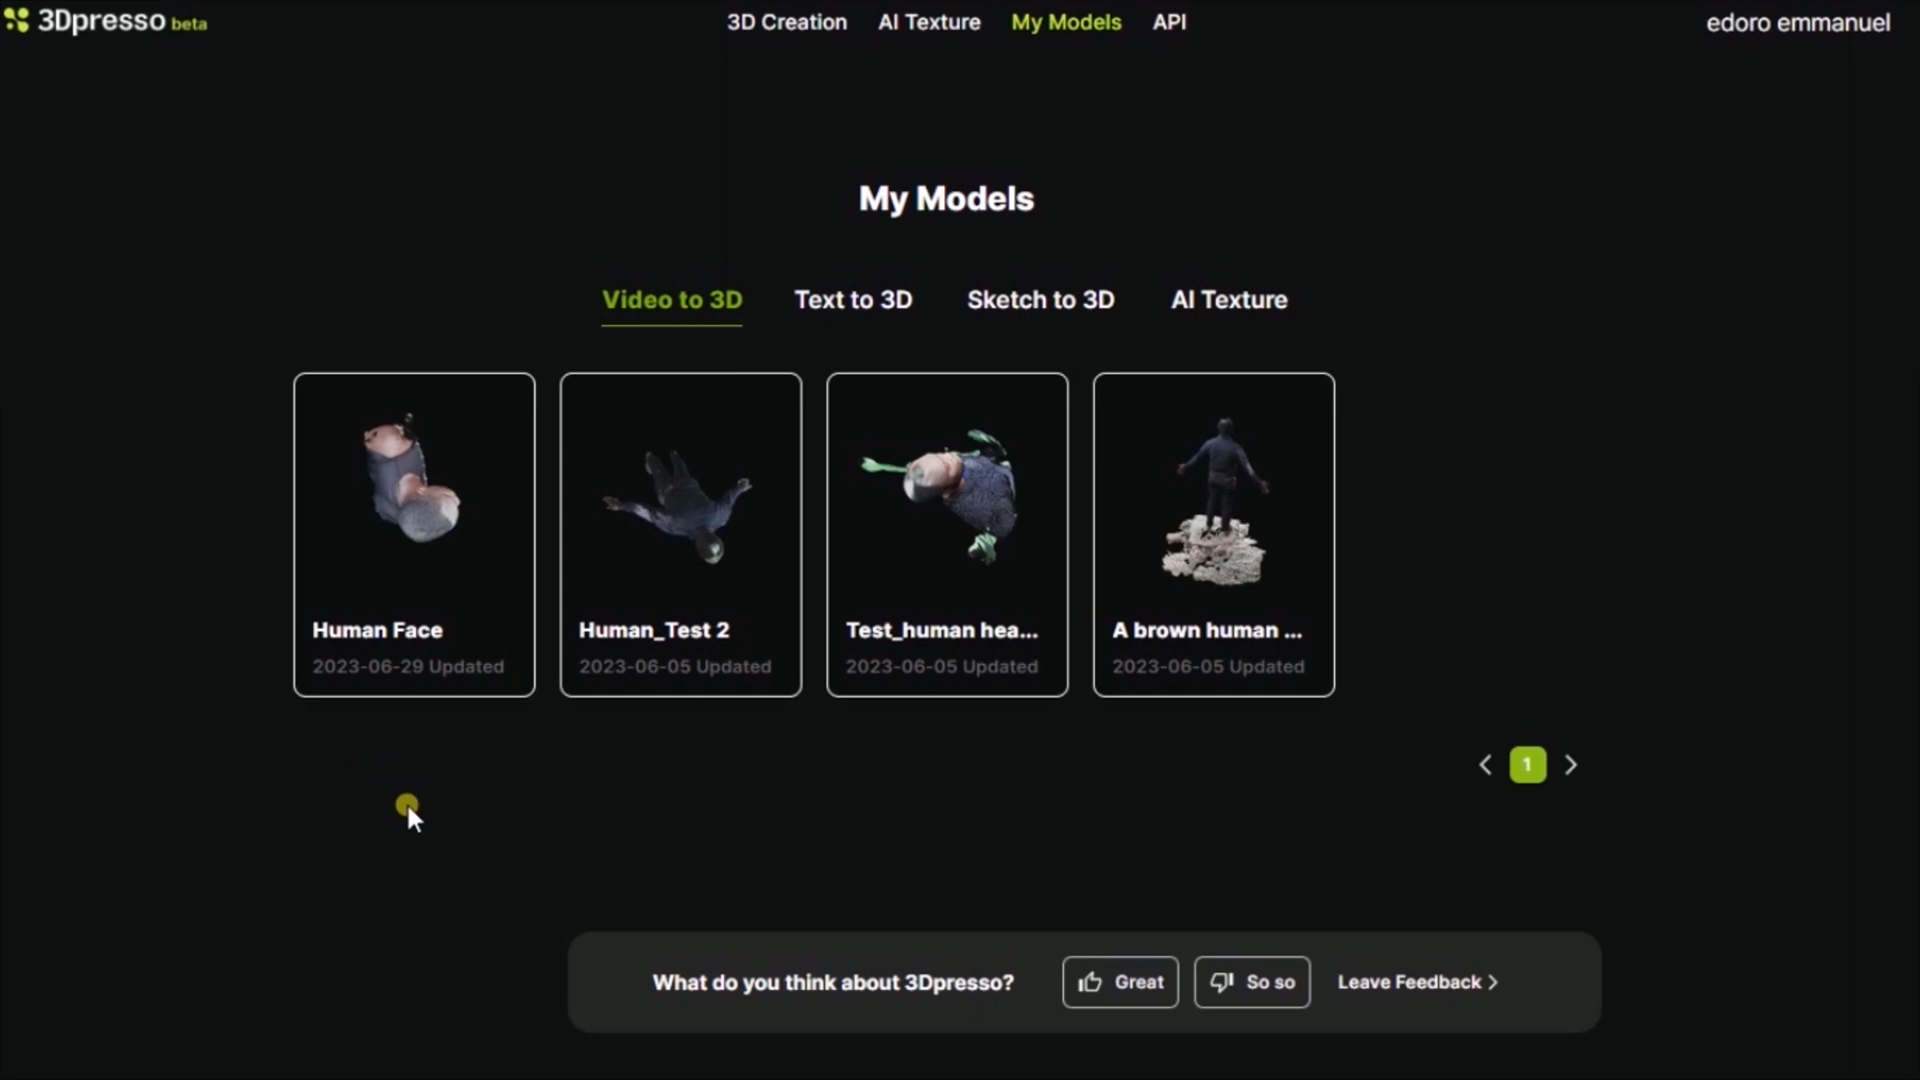 3Dpresso beta
3D Creation
AI Texture
My Models
API
edoro emmanuel
My Models
Video to 3D
Text to 3D
Sketch to 3D
AI Texture
Human Face
2023-06-29 Updated
Human_Test 2
2023-06-05 Updated
Test_human hea...
2023-06-05 Updated
A brown human ...
2023-06-05 Updated
1
What do you think about 3Dpresso?
Great
So so
Leave Feedback